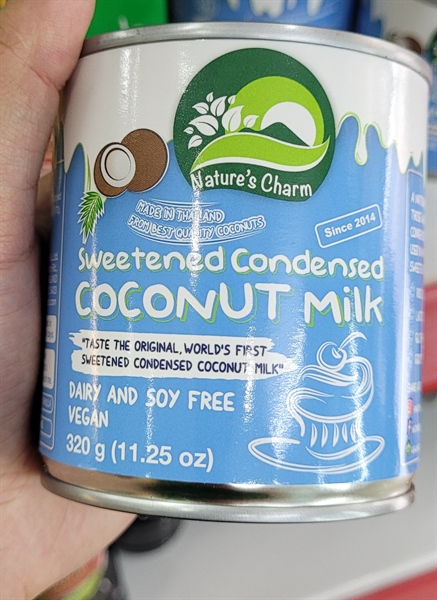 Nature's Charm
MADE IN THAILAND
FROM BEST QUALITY COCONUTS
Since 2014
Sweetened Condensed
COCONUT Milk
"TASTE THE ORIGINAL, WORLD'S FIRST
SWEETENED CONDENSED COCONUT MILK"
DAIRY AND SOY FREE
VEGAN
320 g (11.25 oz)